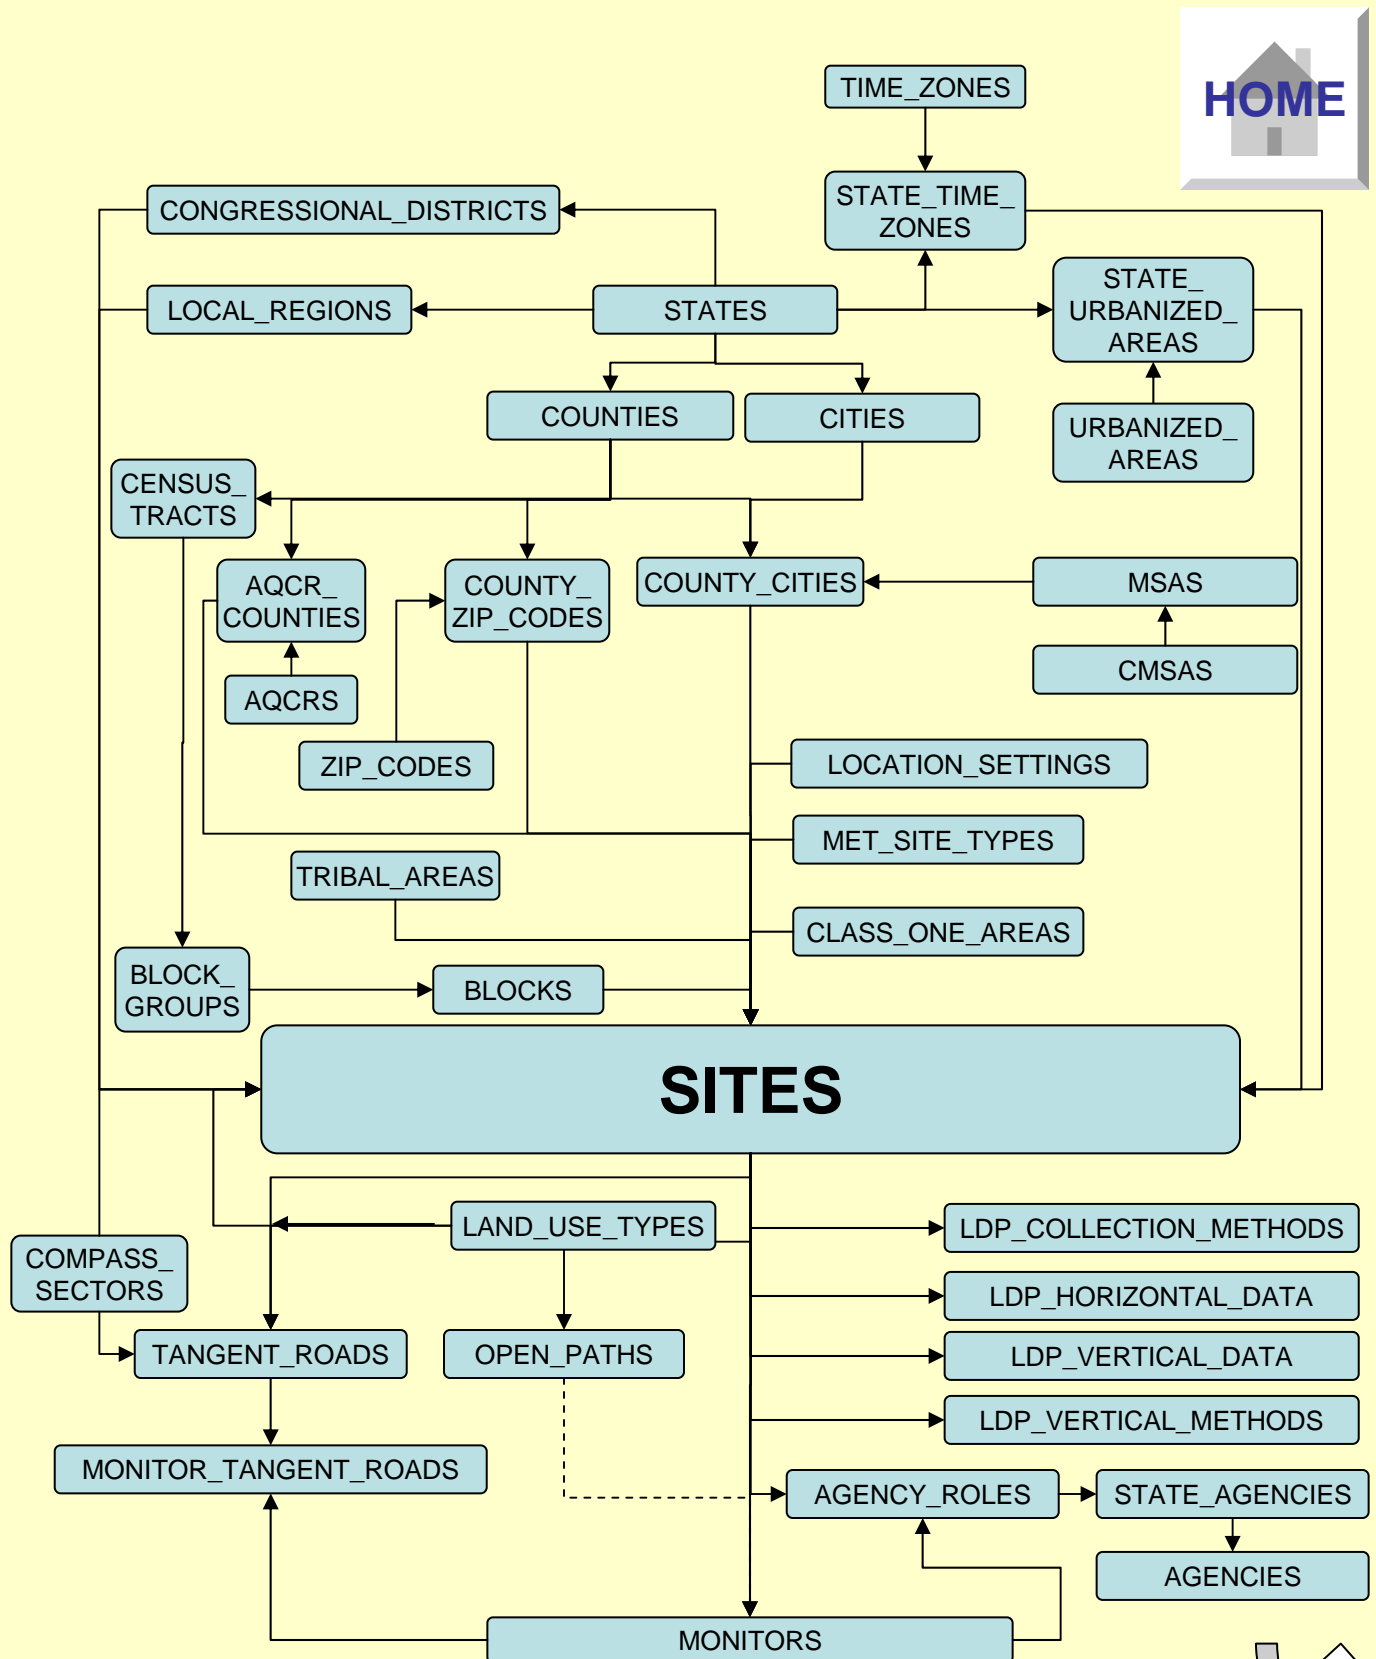 HOME
TIME_ZONES
STATE_TIME_
ZONES
CONGRESSIONAL_DISTRICTS
LOCAL_REGIONS
STATES
STATE_
URBANIZED_
AREAS
COUNTIES
CITIES
URBANIZED_
AREAS
CENSUS_
TRACTS
AQCR_
COUNTIES
COUNTY_
ZIP_CODES
COUNTY_CITIES
MSAS
CMSAS
AQCRS
ZIP_CODES
LOCATION_SETTINGS
MET_SITE_TYPES
TRIBAL_AREAS
CLASS_ONE_AREAS
BLOCK_
GROUPS
BLOCKS
SITES
LAND_USE_TYPES
LDP_COLLECTION_METHODS
COMPASS_
SECTORS
LDP_HORIZONTAL_DATA
TANGENT_ROADS
OPEN_PATHS
LDP_VERTICAL_DATA
LDP_VERTICAL_METHODS
MONITOR_TANGENT_ROADS
AGENCY_ROLES
STATE_AGENCIES
AGENCIES
MONITORS